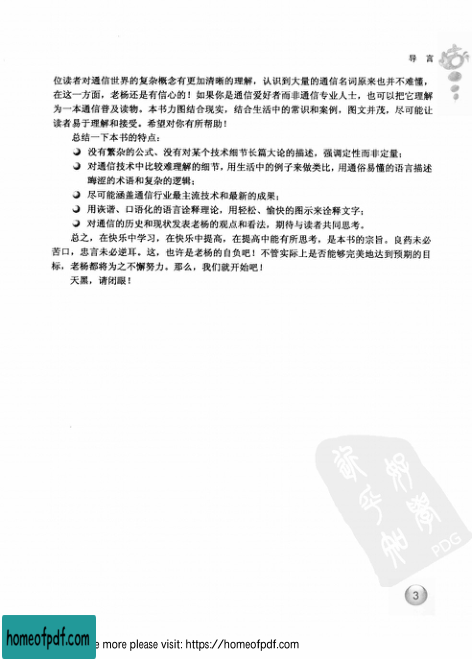 导 言
位读者对通信世界的复杂概念有更加清晰的理解，认识到大量的通信名词原来也并不难懂，
在这一方面，老杨还是有信心的！如果你是通信爱好者而非通信专业人士，也可以把它理解
为一本通信普及读物。本书力图结合现实，结合生活中的常识和案例，图文并茂，尽可能让
读者易于理解和接受。希望对你有所帮助！
总结一下本书的特点：
没有繁杂的公式、没有对某个技术细节长篇大论的描述，强调定性而非定量；
对通信技术中比较难理解的细节，用生活中的例子来做类比，用通俗易懂的语言描述
晦涩的术语和复杂的逻辑；
尽可能涵盖通信行业最主流技术和最新的成果；
用诙谐、口语化的语言诠释理论，用轻松、愉快的图示来诠释文字；
对通信的历史和现状发表老杨的观点和看法，期待与读者共同思考。
总之，在快乐中学习，在快乐中提高，在提高中能有所思考，是本书的宗旨。良药未必
苦口，忠言未必逆耳。这，也许是老杨的自负吧！不管实际上是否能够完美地达到预期的目
标，老杨都将为之不懈努力。那么，我们就开始吧！
天黑，请闭眼！
PDG
3
homeofpdf.com
e more please visit: https://homeofpdf.com